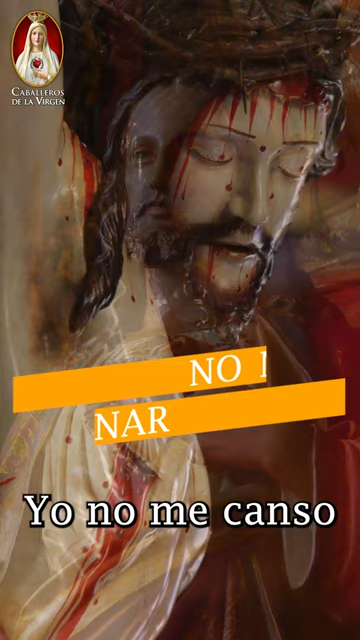 CABALLEROS
DE LA VIRGEN
NO
NAR
Yo no me canso